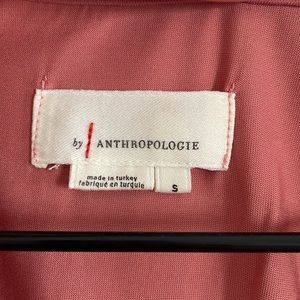 by ANTHROPOLOGIE
made in turkey
fabriqué en turquie
S